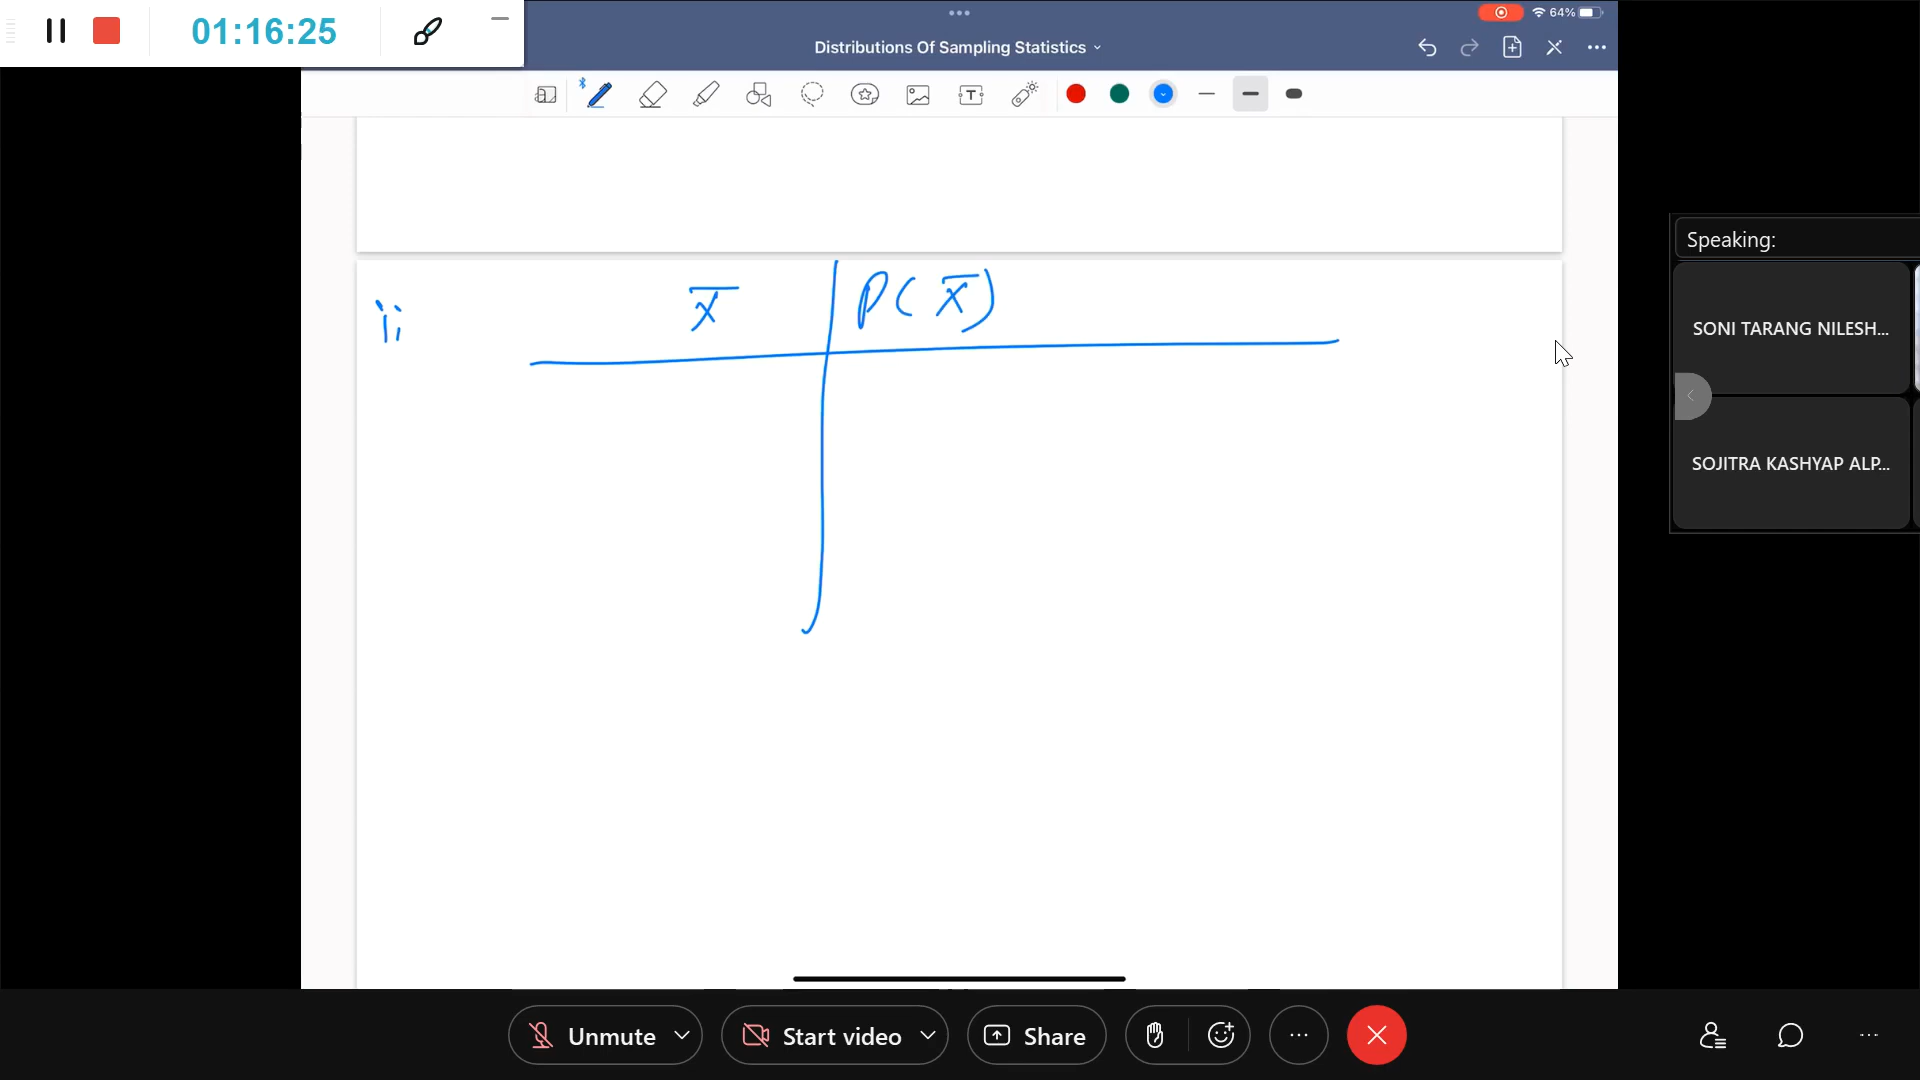 01:16:25
64%
Distributions Of Sampling Statistics
T
a
ii x̅ P(x̅)
Speaking:
SONI TARANG NILESH...
SOJITRA KASHYAP ALP...
Unmute
Start video
Share